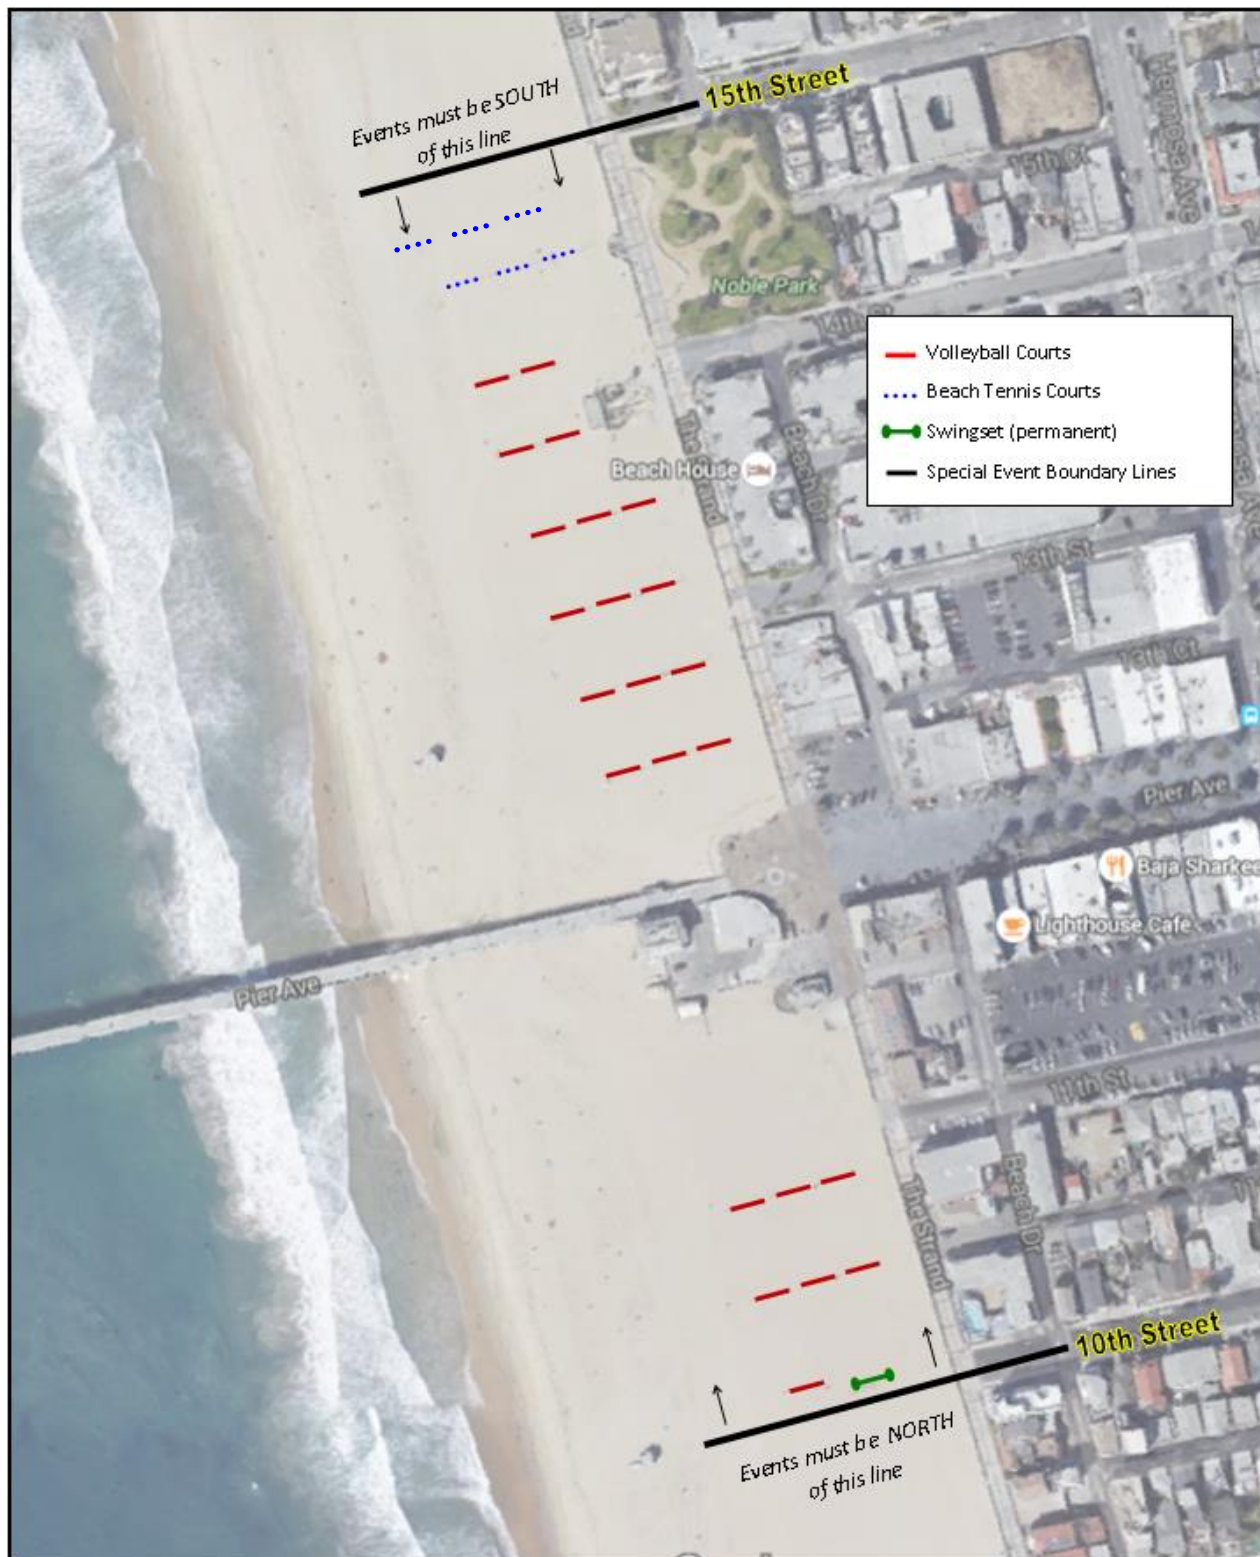 15th Street
Events must be SOUTH
of this line
15th Ct
Hermosa Ave
Noble Park
14th
Volleyball Courts
Beach Tennis Courts
Swingset (permanent)
Special Event Boundary Lines
The Strand
Beach House
Beach Dr
13th St
13th Ct
Pier Ave
Baja Sharkee
Lighthouse Cafe
Pier Ave
11th St
The Strand
Beach Dr
10th Street
Events must be NORTH
of this line